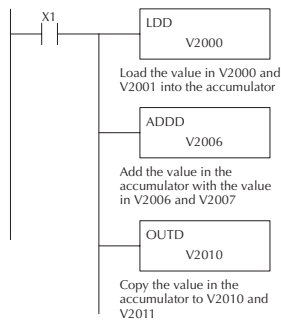 X1
LDD
V2000
Load the value in V2000 and
V2001 into the accumulator
ADDD
V2006
Add the value in the
accumulator with the value
in V2006 and V2007
OUTD
V2010
Copy the value in the
accumulator to V2010 and
V2011